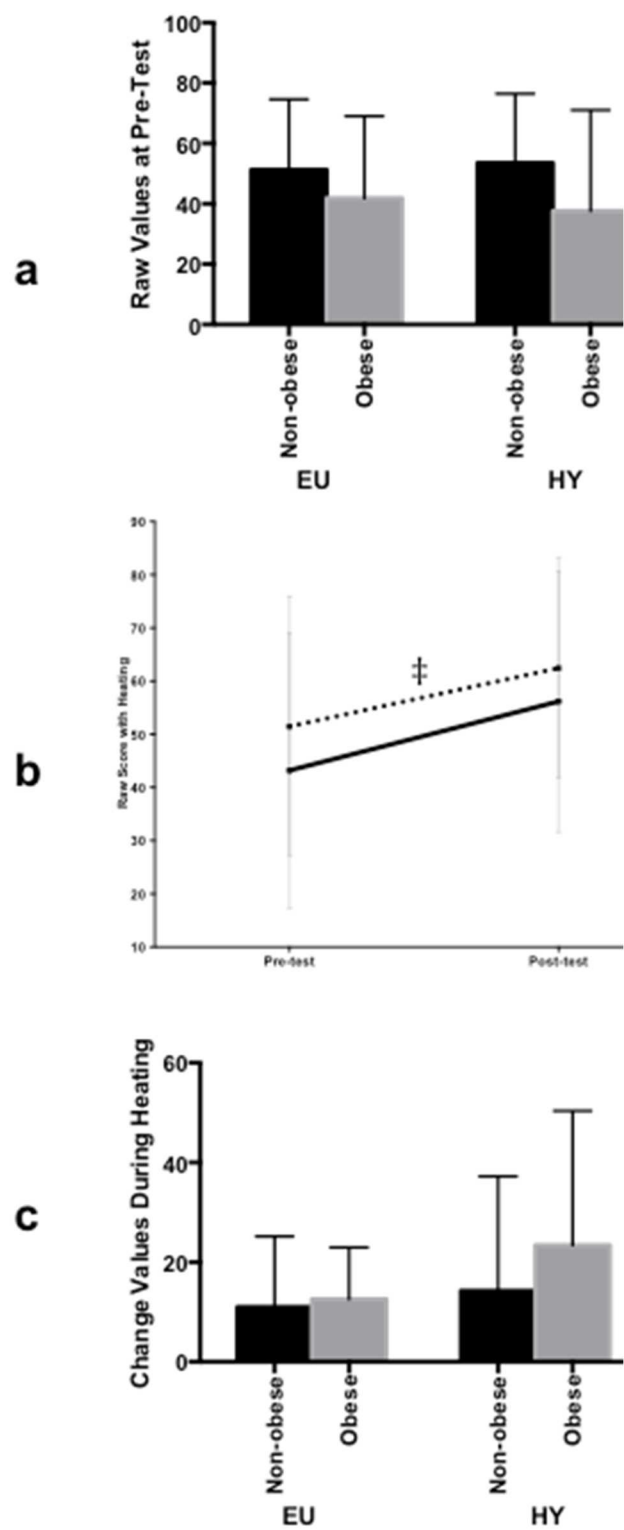 a
Raw Values at Pre-Test
100
80
60
40
20
0
Non-obese
Obese
Non-obese
Obese
EU
HY
b
Raw Score with Heating
90
80
70
60
50
40
30
20
10
‡
Pre-test
Post-test
c
Change Values During Heating
60
40
20
0
Non-obese
Obese
Non-obese
Obese
EU
HY